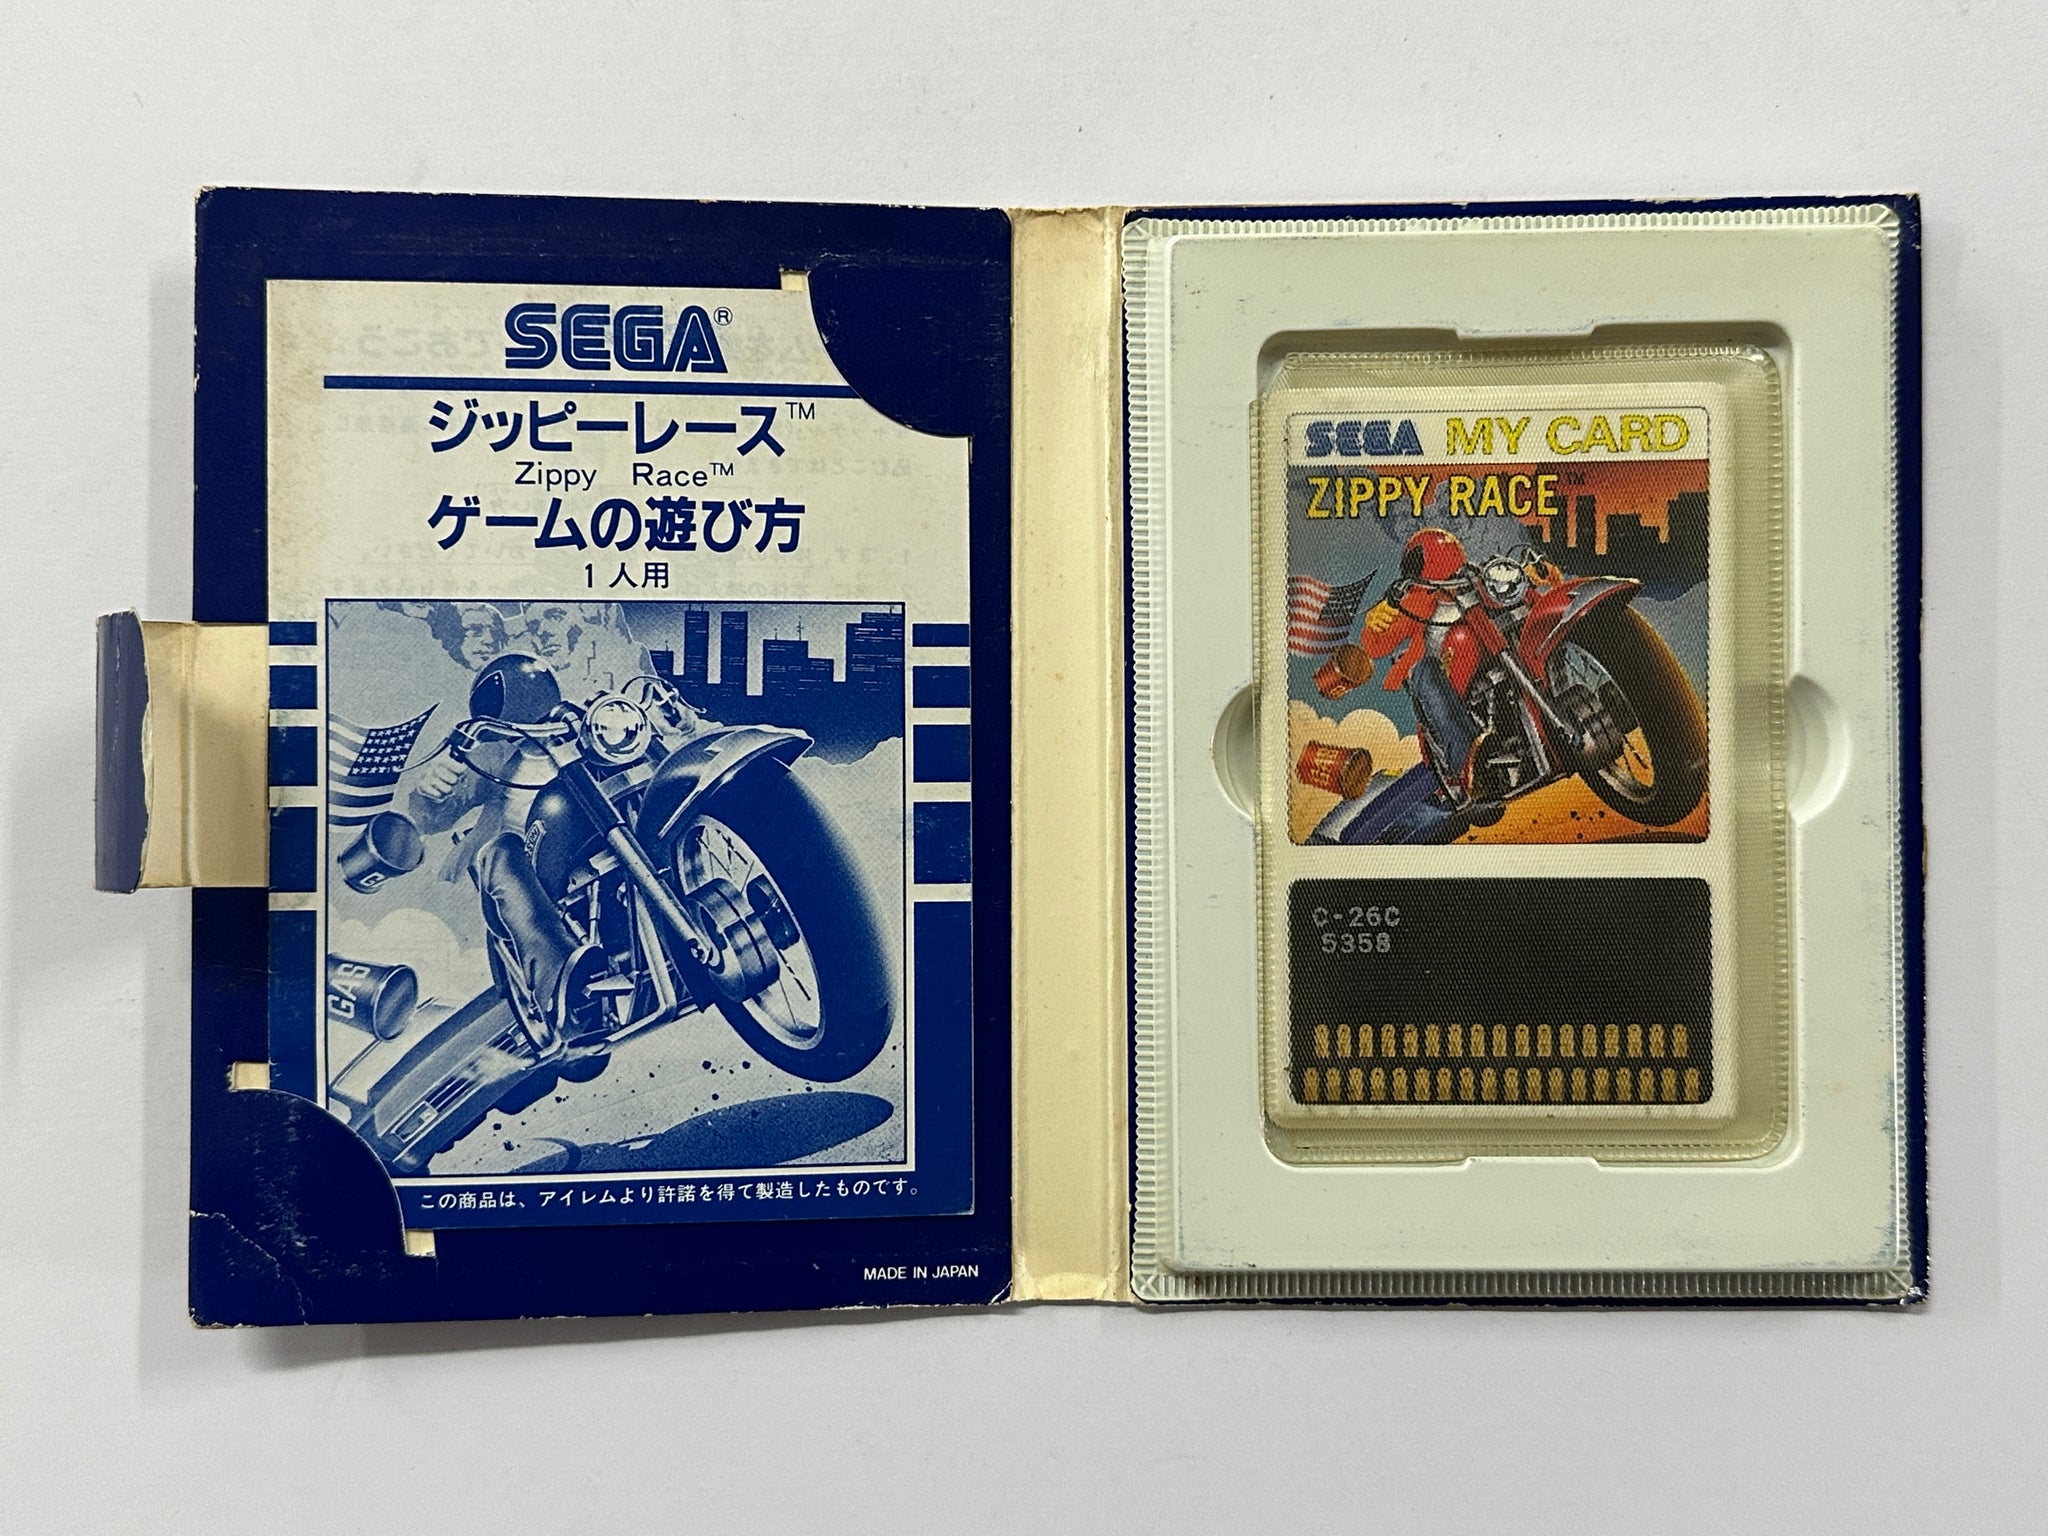 SEGA®
ジッピーレース™
Zippy Race™
ゲームの遊び方
1人用
G
GAS
この商品は、アイレムより許諾を得て製造したものです。
MADE IN JAPAN
SEGA MY CARD
ZIPPY RACE™
GAS
C-26C
S358